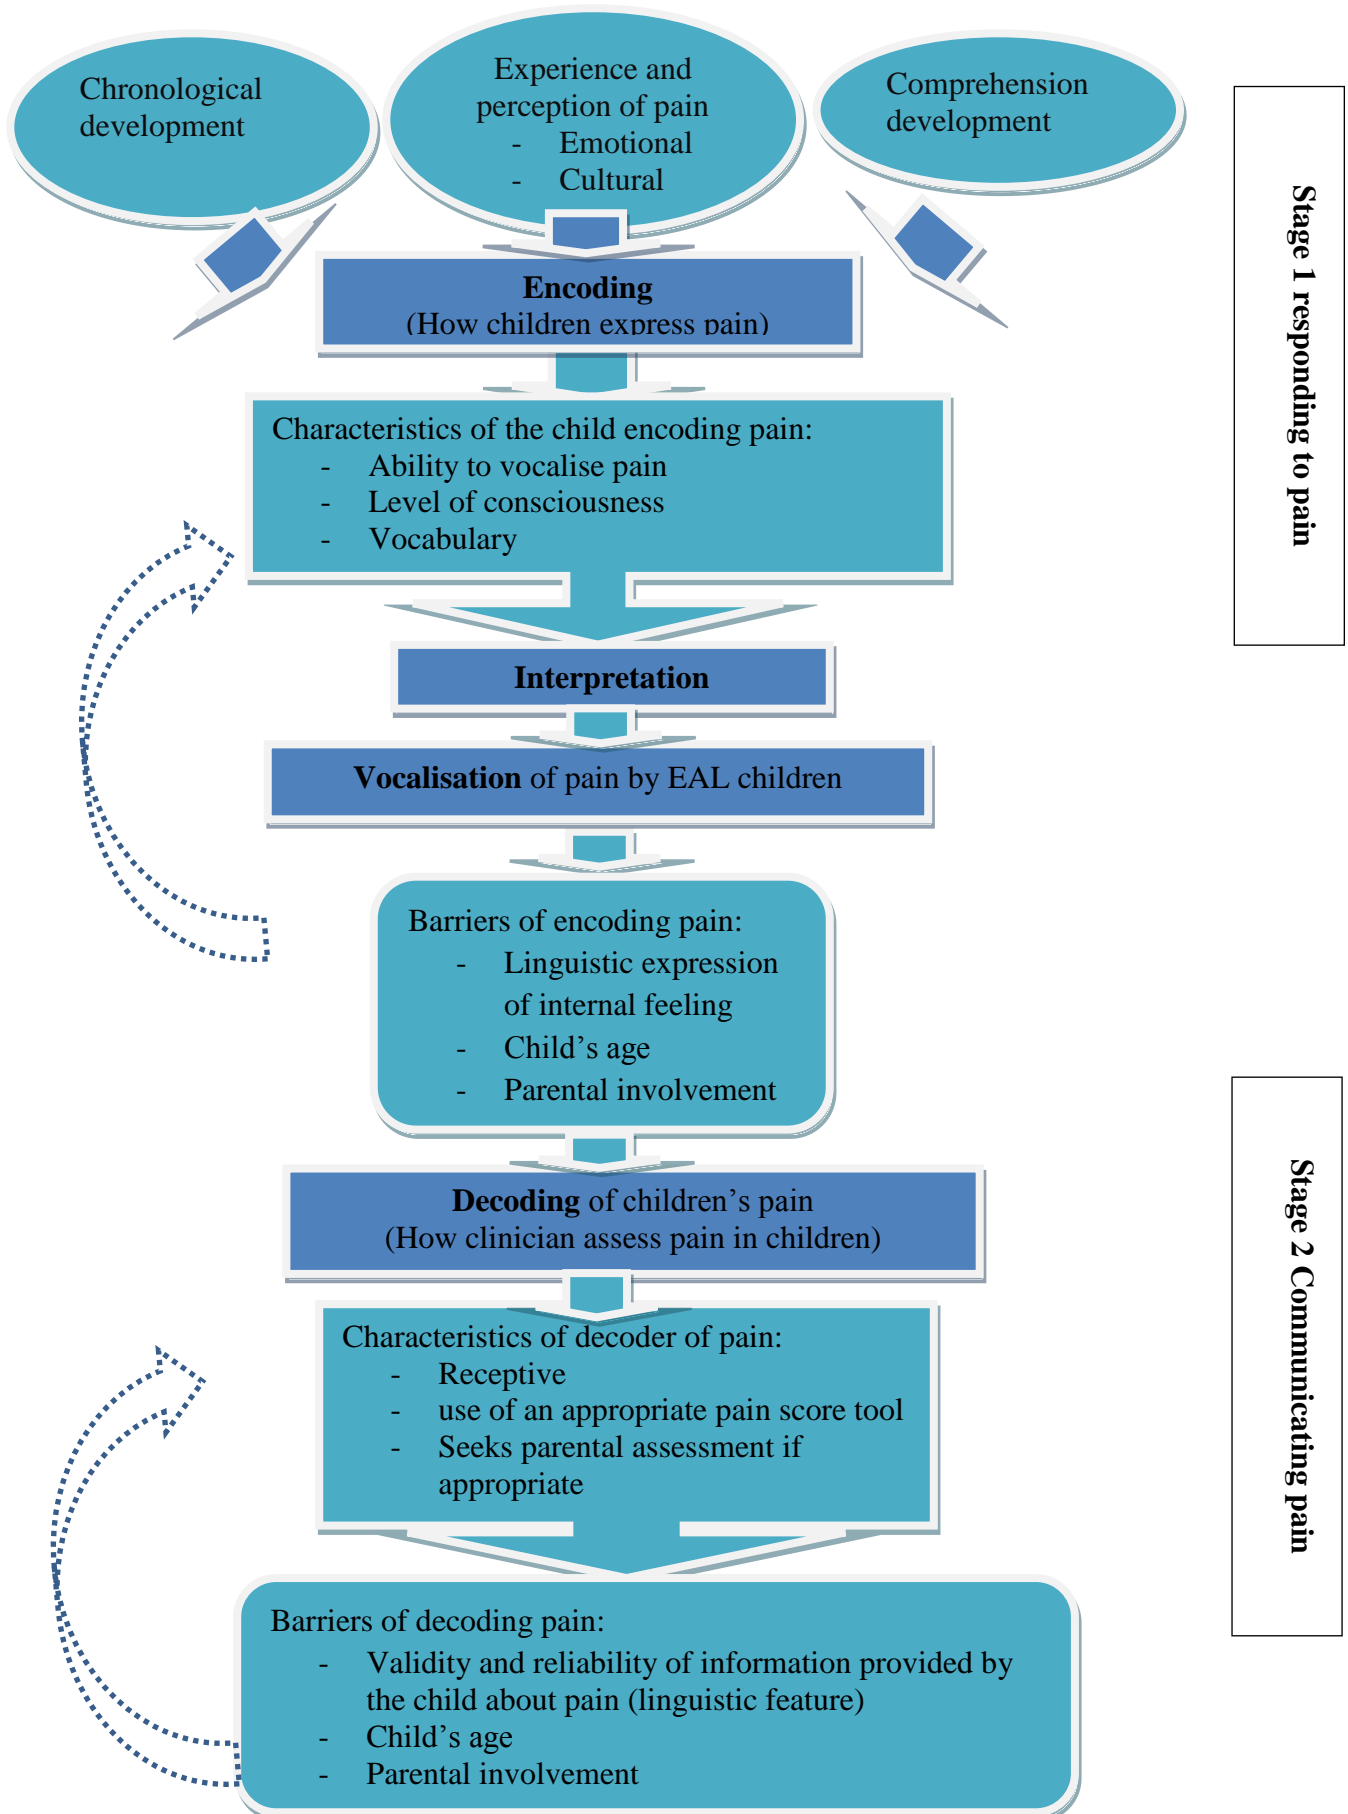 Chronological
development
Experience and
perception of pain
- Emotional
- Cultural
Comprehension
development
Encoding
(How children express pain)
Characteristics of the child encoding pain:
- Ability to vocalise pain
- Level of consciousness
- Vocabulary
Interpretation
Vocalisation of pain by EAL children
Stage 1 responding to pain
Barriers of encoding pain:
- Linguistic expression
of internal feeling
- Child’s age
- Parental involvement
Decoding of children’s pain
(How clinician assess pain in children)
Characteristics of decoder of pain:
- Receptive
- use of an appropriate pain score tool
- Seeks parental assessment if
appropriate
Barriers of decoding pain:
- Validity and reliability of information provided by
the child about pain (linguistic feature)
- Child’s age
- Parental involvement
Stage 2 Communicating pain